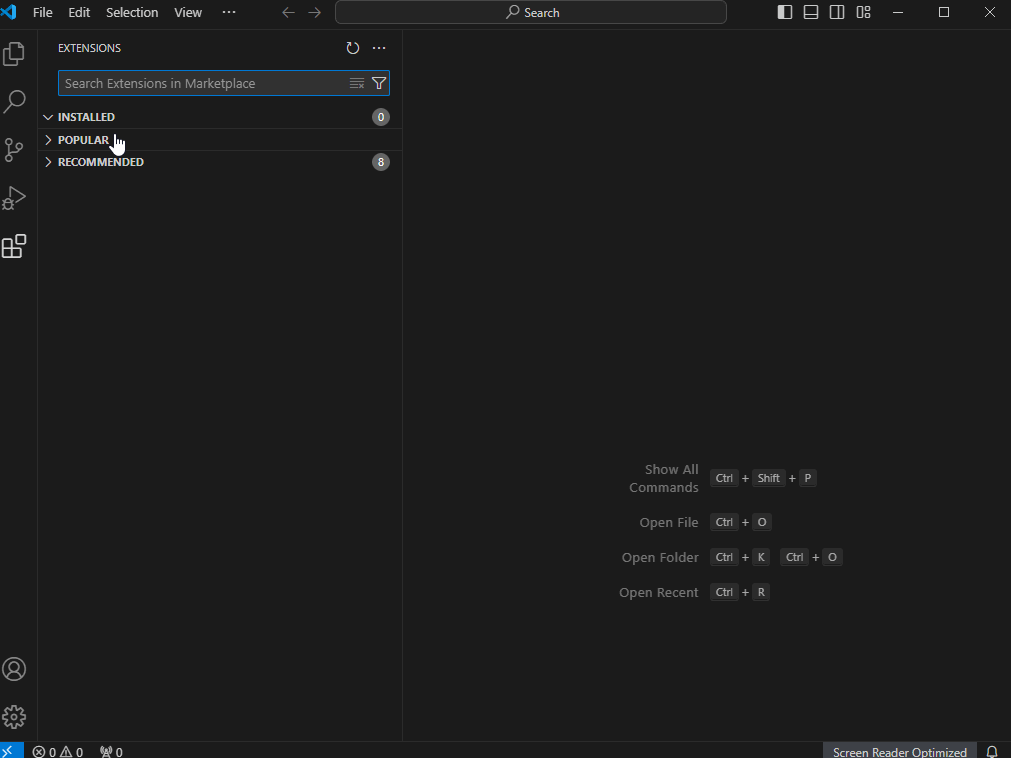 File Edit Selection View ··· Search
EXTENSIONS
Search Extensions in Marketplace
INSTALLED 0
POPULAR
RECOMMENDED 8
Show All
Commands Ctrl + Shift + P
Open File Ctrl + O
Open Folder Ctrl + K Ctrl + O
Open Recent Ctrl + R
0 0 0 Screen Reader Optimized